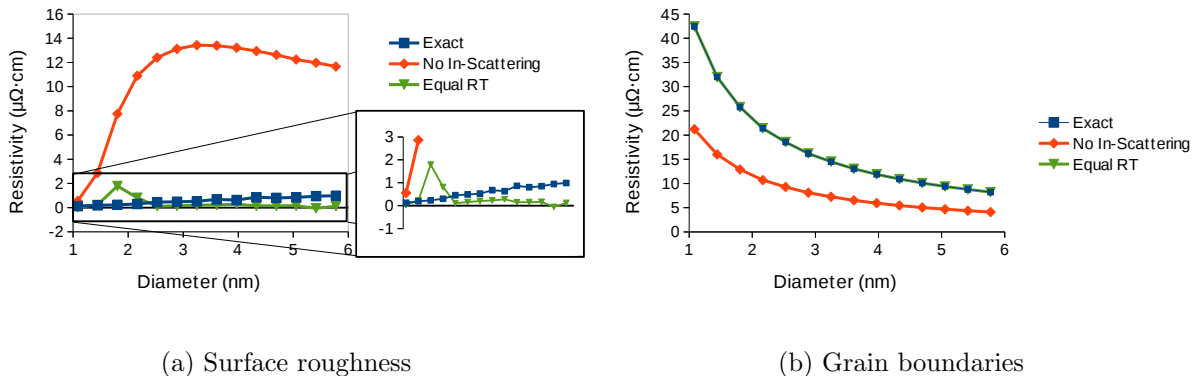 16
14
12
10
8
6
4
2
0
-2
1 2 3 4 5 6
Resistivity (µΩ·cm)
Diameter (nm)
Exact
No In-Scattering
Equal RT
3
2
1
0
-1
(a) Surface roughness
45
40
35
30
25
20
15
10
5
0
1 2 3 4 5 6
Resistivity (µΩ·cm)
Diameter (nm)
Exact
No In-Scattering
Equal RT
(b) Grain boundaries